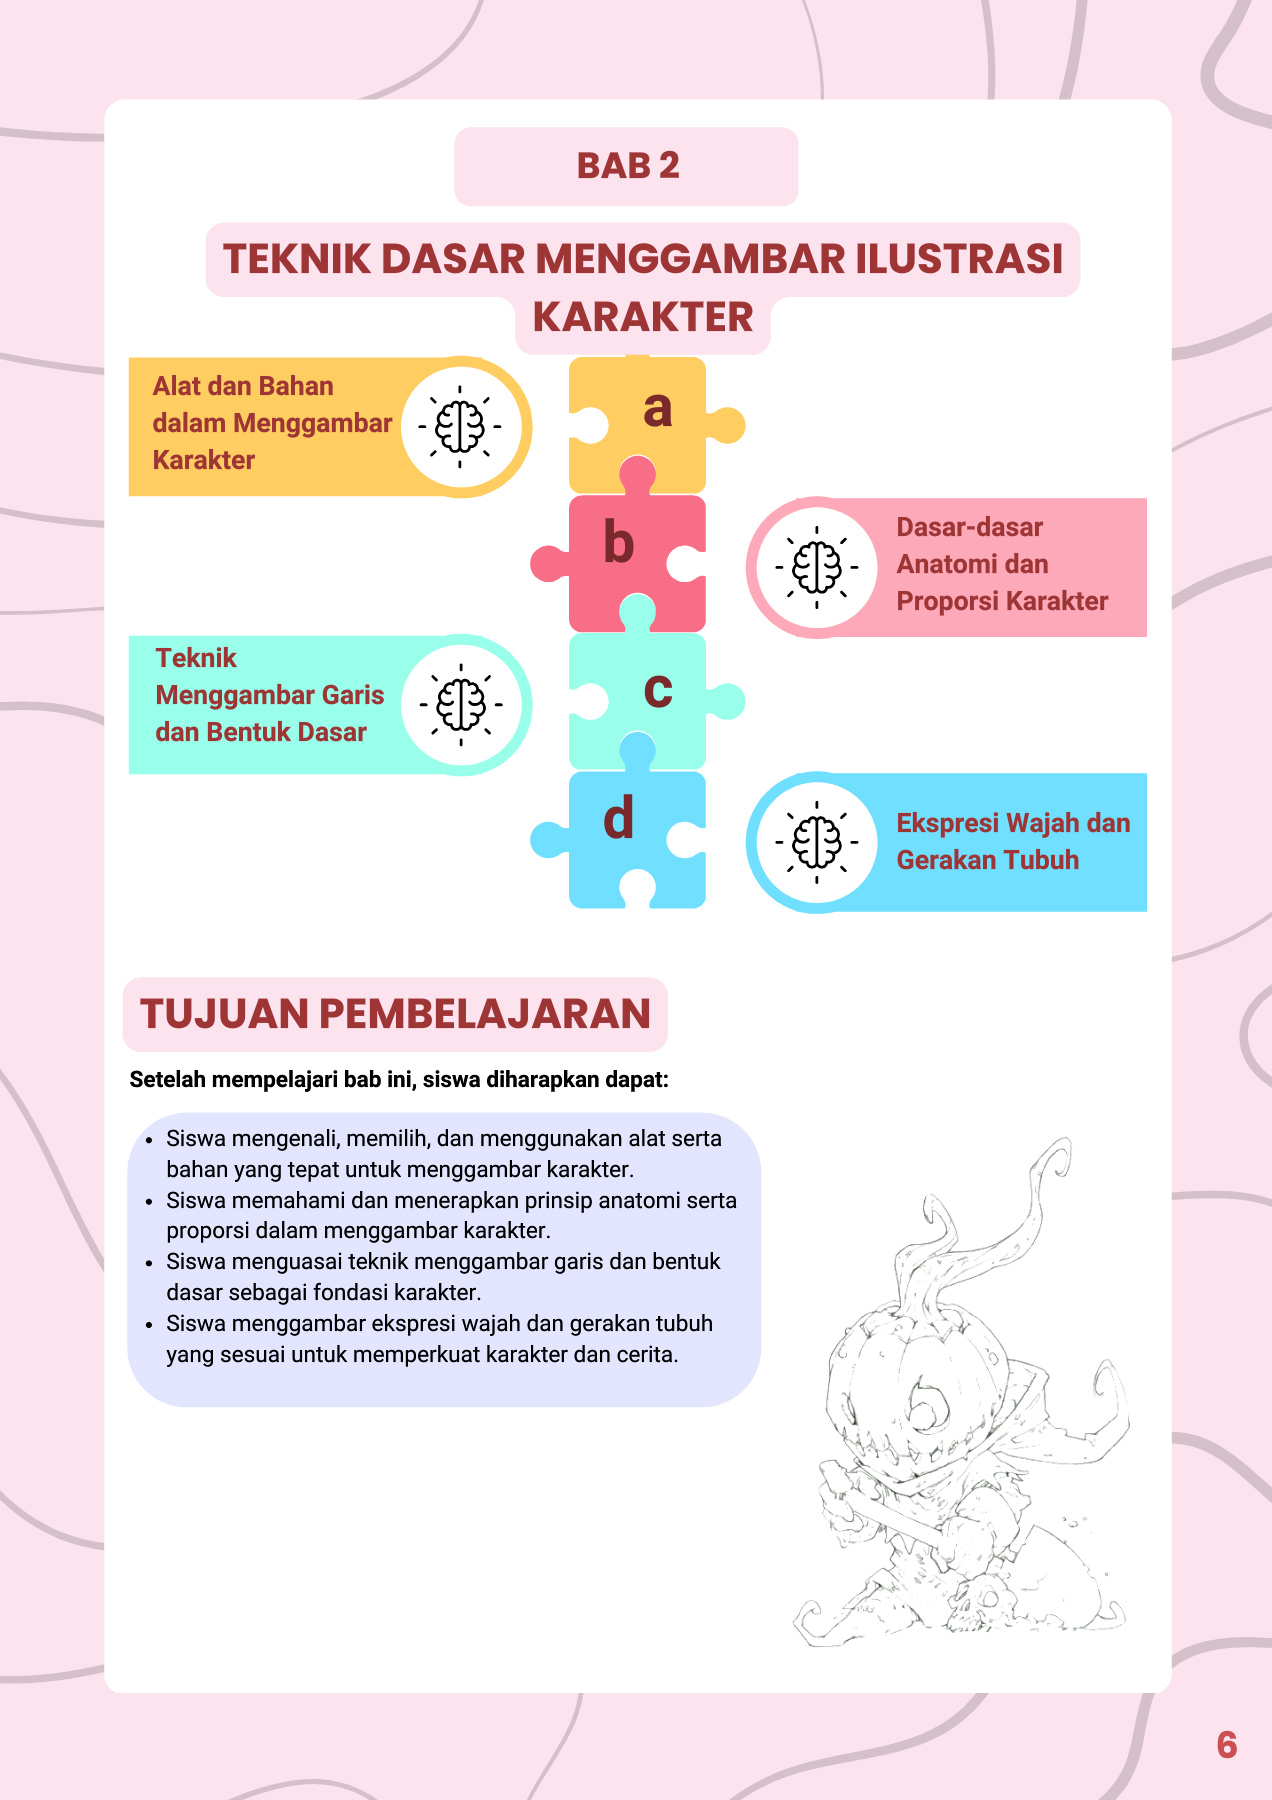 BAB 2
TEKNIK DASAR MENGGAMBAR ILUSTRASI
KARAKTER
Alat dan Bahan
dalam Menggambar
Karakter
a
b
Dasar-dasar
Anatomi dan
Proporsi Karakter
Teknik
Menggambar Garis
dan Bentuk Dasar
c
d
Ekspresi Wajah dan
Gerakan Tubuh
TUJUAN PEMBELAJARAN
Setelah mempelajari bab ini, siswa diharapkan dapat:
• Siswa mengenali, memilih, dan menggunakan alat serta
bahan yang tepat untuk menggambar karakter.
• Siswa memahami dan menerapkan prinsip anatomi serta
proporsi dalam menggambar karakter.
• Siswa menguasai teknik menggambar garis dan bentuk
dasar sebagai fondasi karakter.
• Siswa menggambar ekspresi wajah dan gerakan tubuh
yang sesuai untuk memperkuat karakter dan cerita.
6